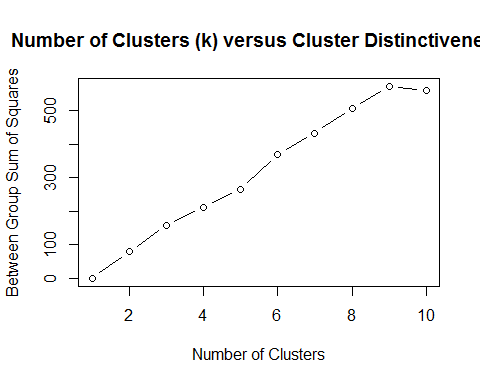 Number of Clusters (k) versus Cluster Distinctivene
Between Group Sum of Squares
500
300
100
0
2 4 6 8 10
Number of Clusters